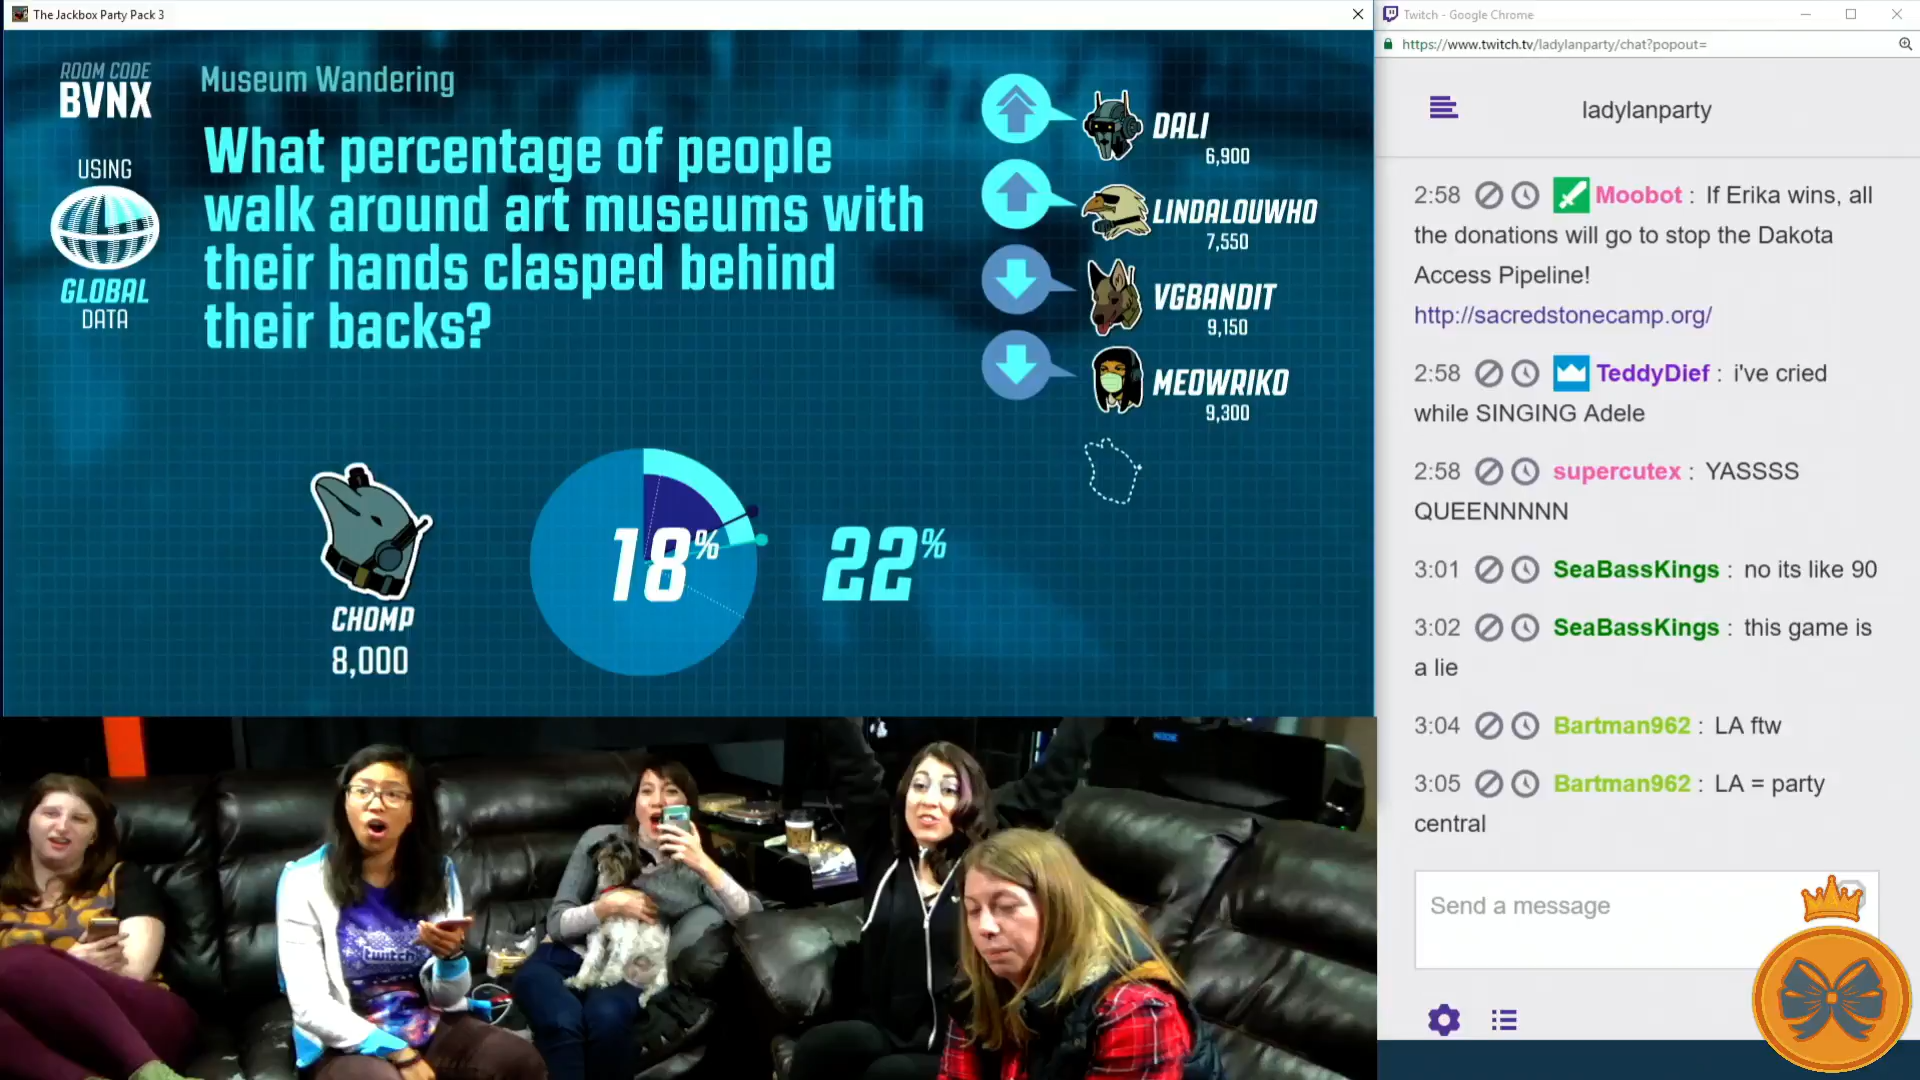 The Jackbox Party Pack 3
ROOM CODE
BVNX
USING
GLOBAL
DATA
Museum Wandering
What percentage of people
walk around art museums with
their hands clasped behind
their backs?
DALI
6,900
LINDALOUWHO
7,550
VGBANDIT
9,150
MEOWRIKO
9,300
CHOMP
8,000
18%
22%
twitch
Twitch - Google Chrome
https://www.twitch.tv/ladylanparty/chat?popout=
ladylanparty
2:58 Moobot : If Erika wins, all
the donations will go to stop the Dakota
Access Pipeline!
http://sacredstonecamp.org/
2:58 TeddyDief : i've cried
while SINGING Adele
2:58 supercutex : YASSSS
QUEENNNNN
3:01 SeaBassKings : no its like 90
3:02 SeaBassKings : this game is
a lie
3:04 Bartman962 : LA ftw
3:05 Bartman962 : LA = party
central
Send a message